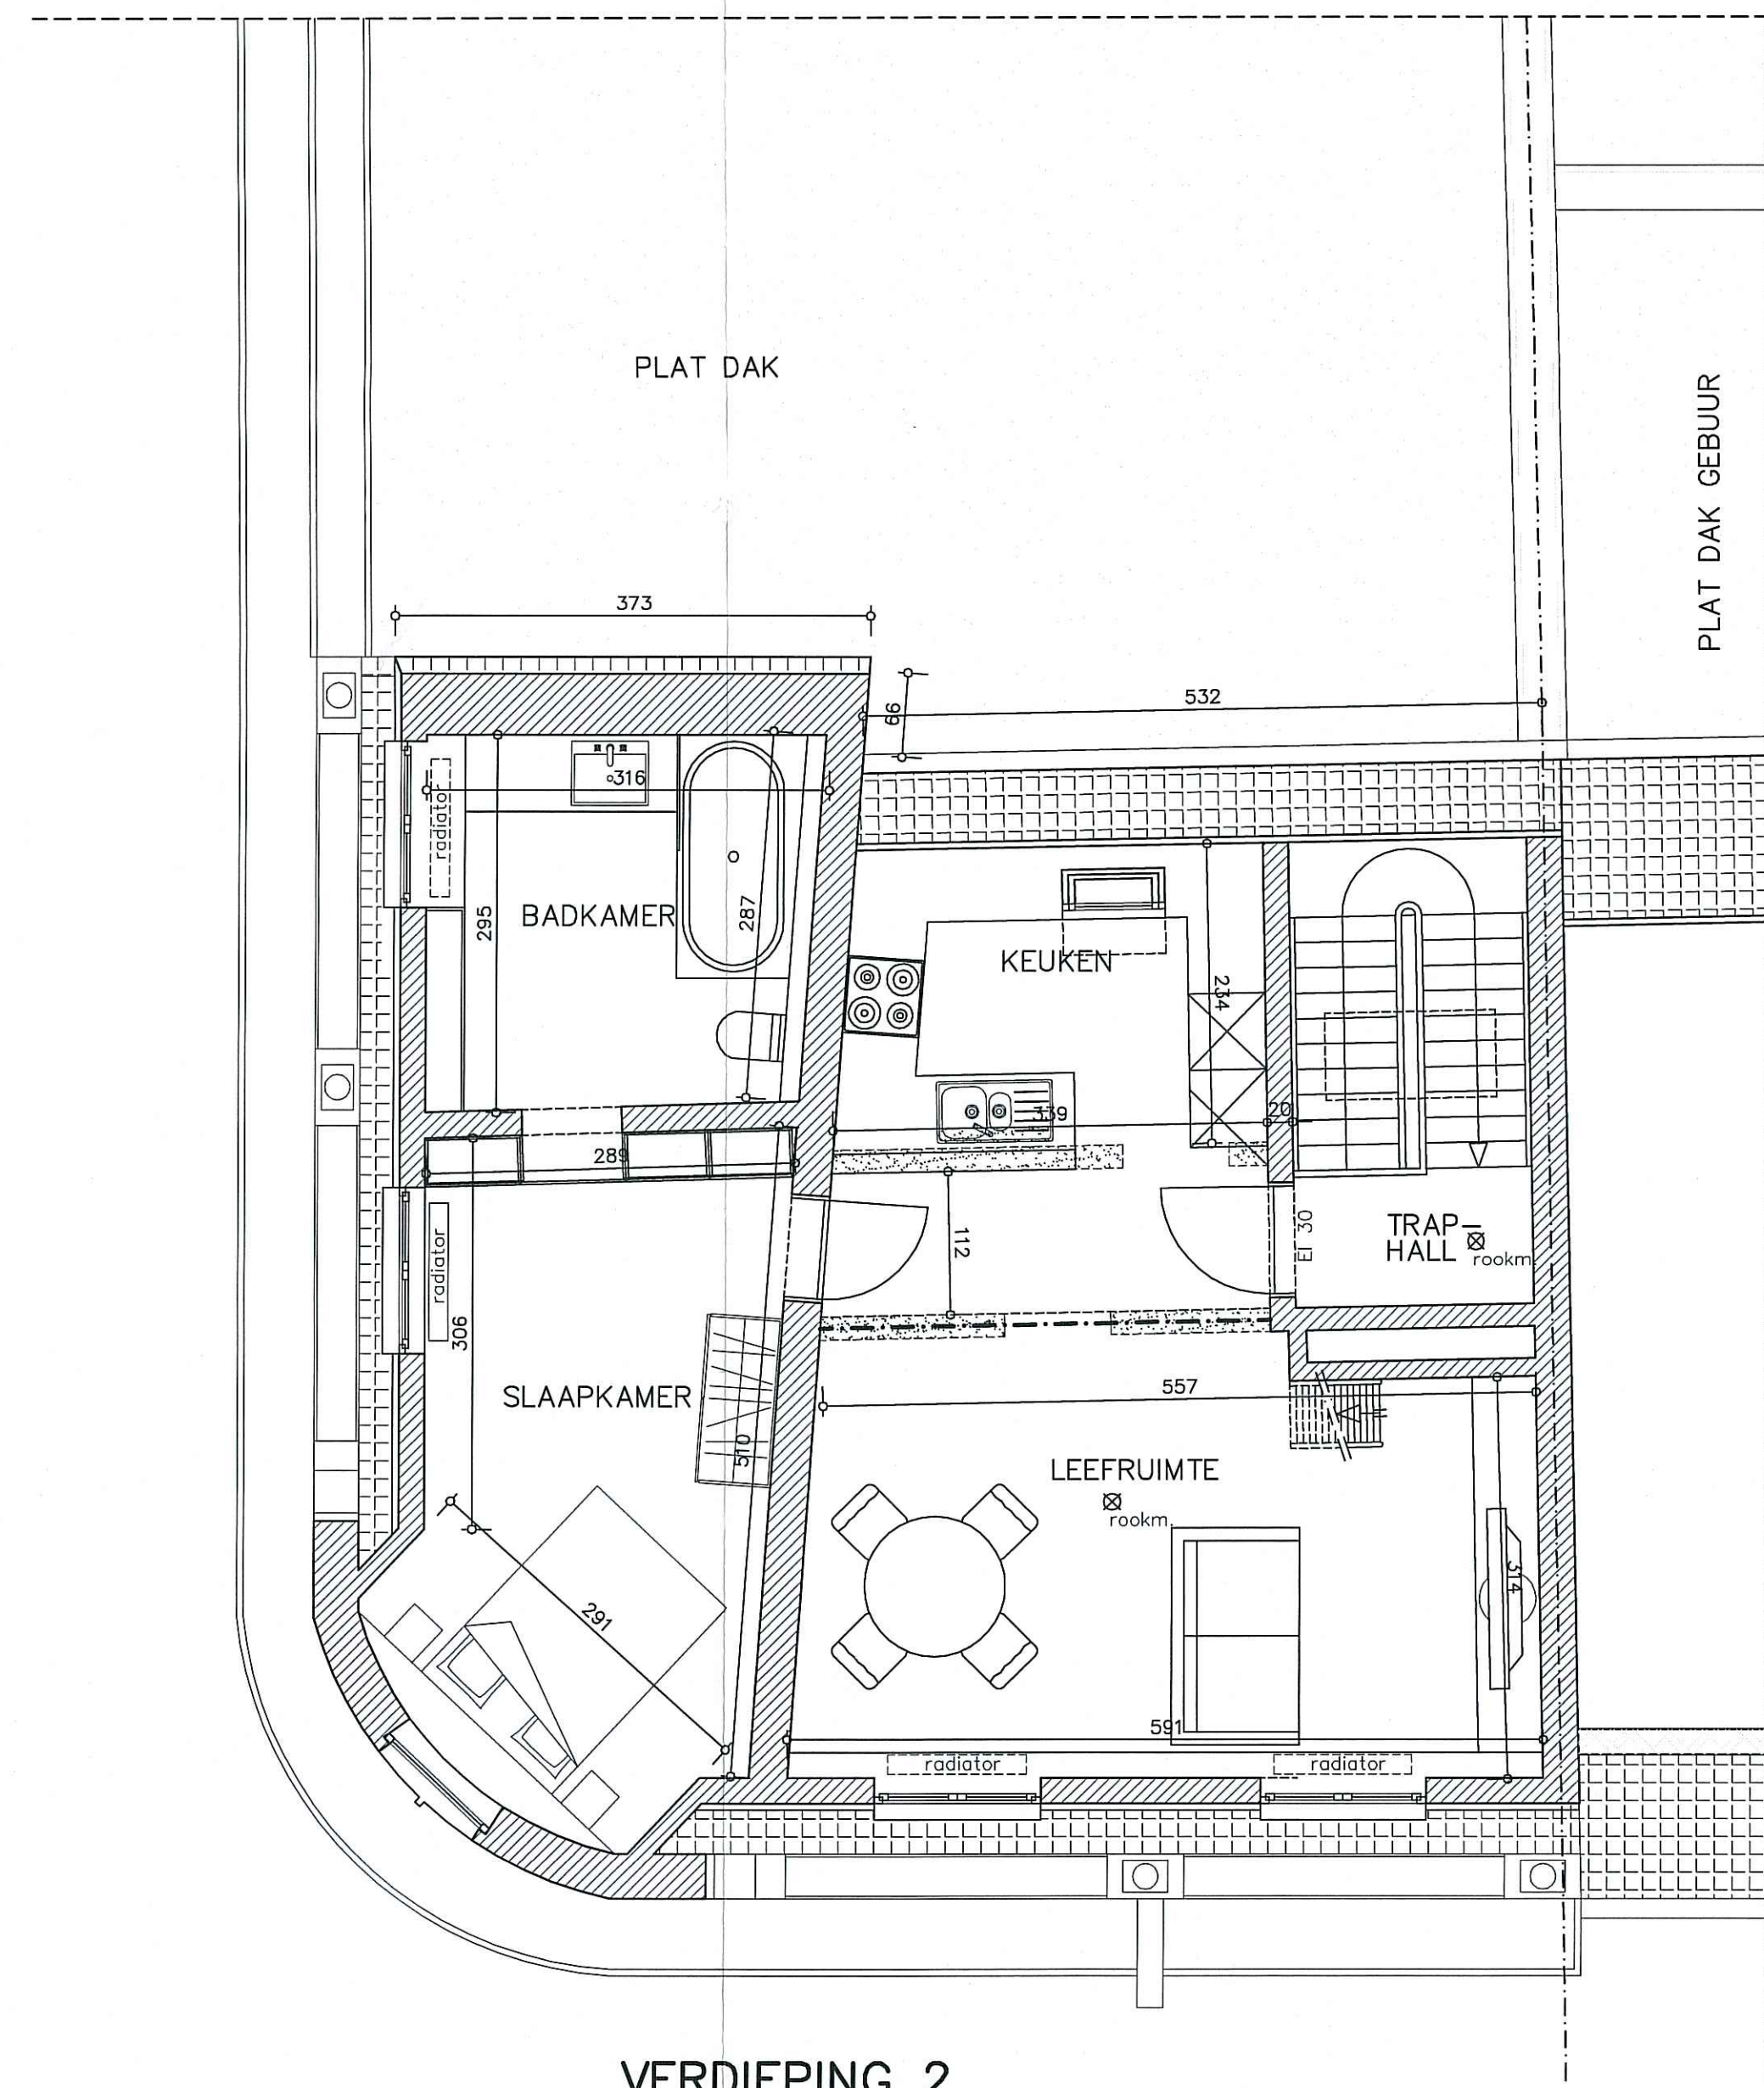 PLAT DAK
PLAT DAK GEBUUR
373
66
532
316
radiator
295
BADKAMER
287
KEUKEN
234
339
20
289
radiator
112
EI 30
TRAP-
HALL
rookm.
306
SLAAPKAMER
510
557
LEEFRUIMTE
rookm.
314
291
591
radiator
radiator
VERDIEPING 2